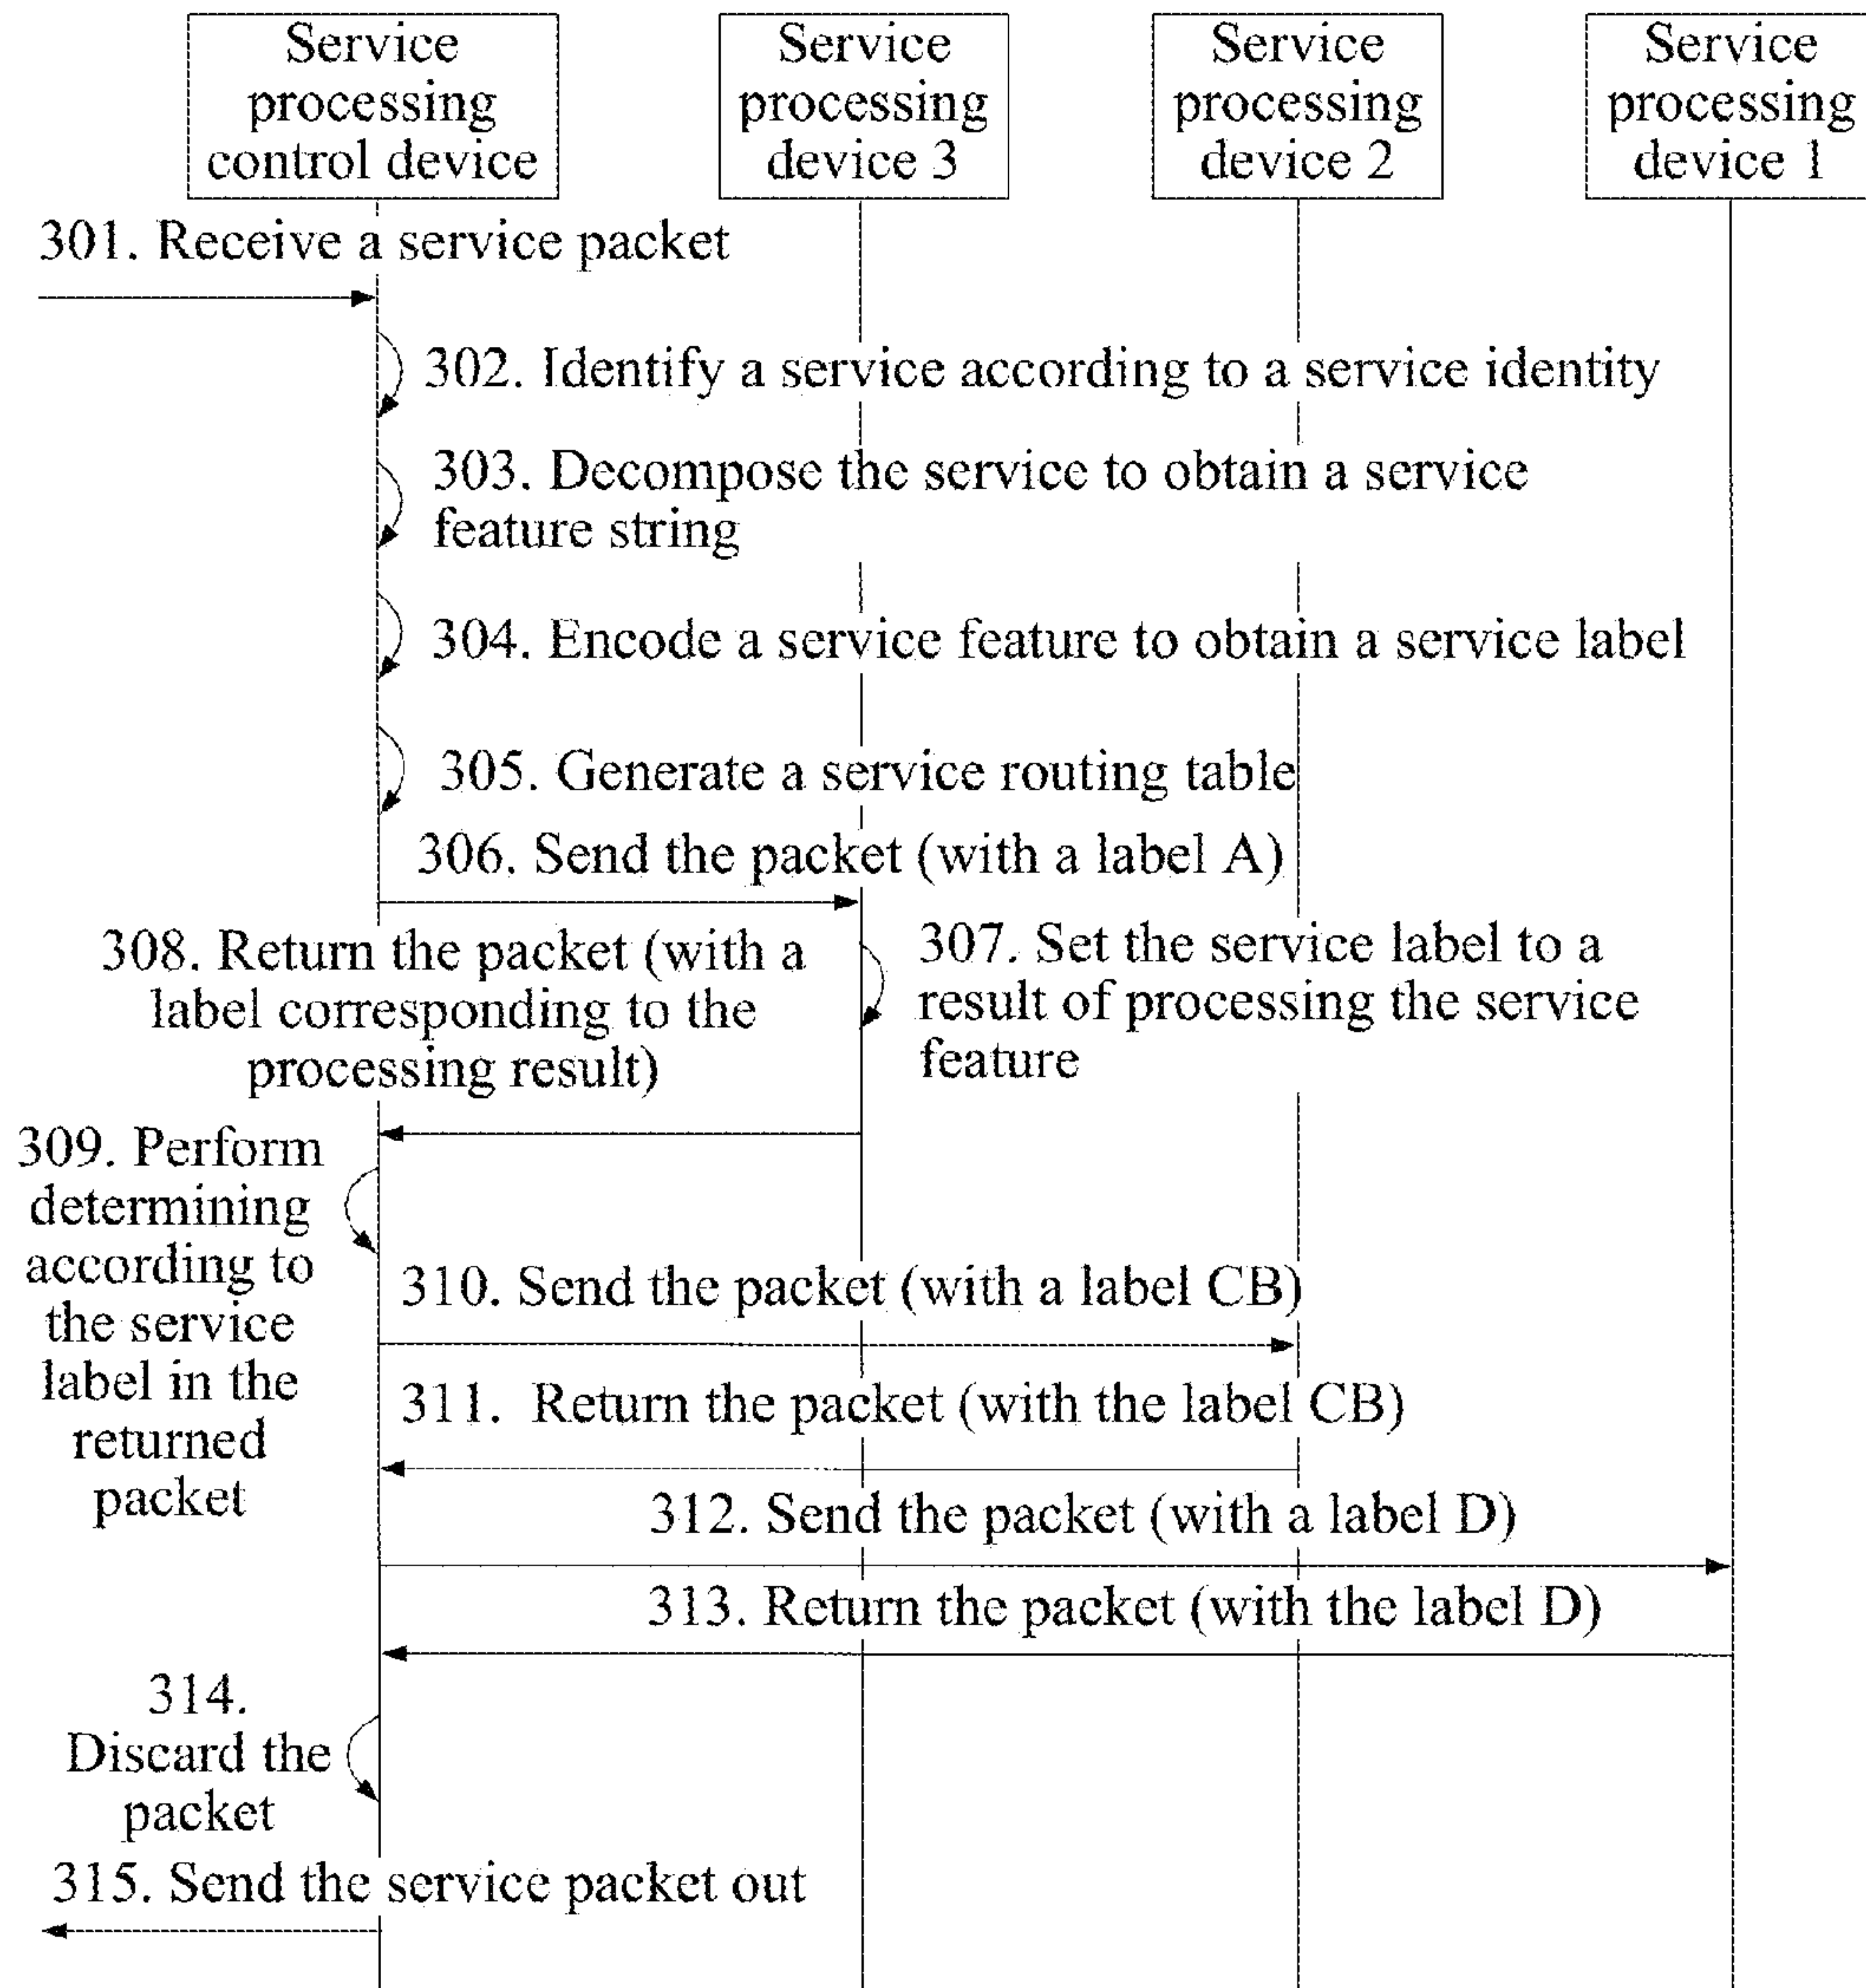 Service
processing
control device
Service
processing
device 3
Service
processing
device 2
Service
processing
device 1
301. Receive a service packet
302. Identify a service according to a service identity
303. Decompose the service to obtain a service
feature string
304. Encode a service feature to obtain a service label
305. Generate a service routing table
306. Send the packet (with a label A)
307. Set the service label to a
result of processing the service
feature
308. Return the packet (with a
label corresponding to the
processing result)
309. Perform
determining
according to
the service
label in the
returned
packet
310. Send the packet (with a label CB)
311. Return the packet (with the label CB)
312. Send the packet (with a label D)
313. Return the packet (with the label D)
314.
Discard the
packet
315. Send the service packet out